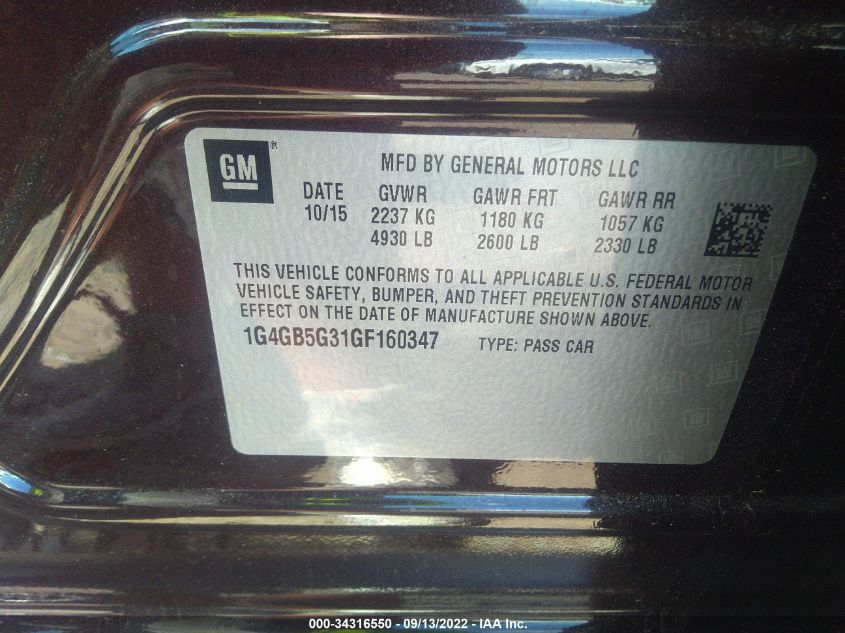 GM ®
MFD BY GENERAL MOTORS LLC
DATE GVWR GAWR FRT GAWR RR
10/15 2237 KG 1180 KG 1057 KG
4930 LB 2600 LB 2330 LB
THIS VEHICLE CONFORMS TO ALL APPLICABLE U.S. FEDERAL MOTOR
VEHICLE SAFETY, BUMPER, AND THEFT PREVENTION STANDARDS IN
EFFECT ON THE DATE OF MANUFACTURE SHOWN ABOVE.
1G4GB5G31GF160347 TYPE: PASS CAR
000-34316550 - 09/13/2022 - © IAA Inc.